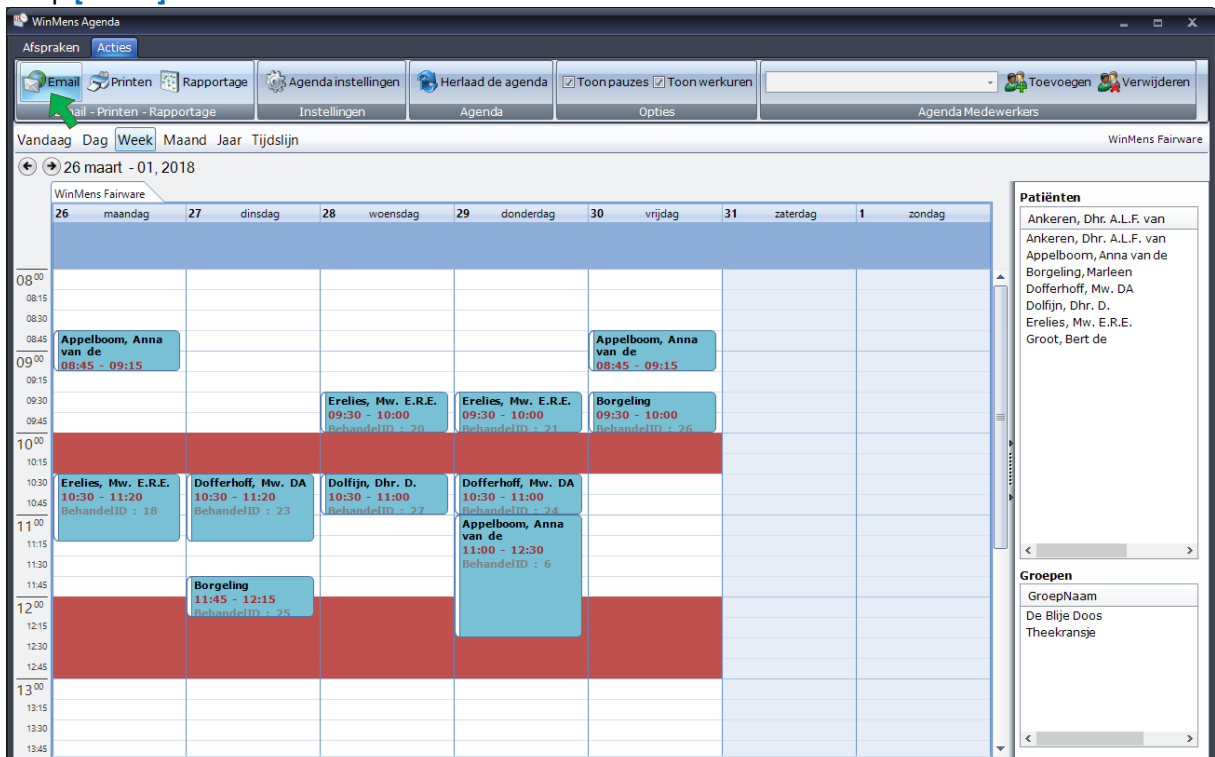 WinMens Agenda
Afspraken Acties
Email Printen Rapportage Agenda instellingen Herlaad de agenda Toon pauzes Toon werkuren Toevoegen Verwijderen
- Printen - Rapportage Instellingen Agenda Opties Agenda Medewerkers
Vandaag Dag Week Maand Jaar Tijdslijn WinMens Fairware
26 maart - 01, 2018
WinMens Fairware
26 maandag 27 dinsdag 28 woensdag 29 donderdag 30 vrijdag 31 zaterdag 1 zondag
08 00
08:15
08:30
08:45
09 00
09:15
09:30
09:45
10 00
10:15
10:30
10:45
11 00
11:15
11:30
11:45
12 00
12:15
12:30
12:45
13 00
13:15
13:30
13:45
Appelboom, Anna
van de
08:45 - 09:15
Erelies, Mw. E.R.E.
10:30 - 11:20
BehandelID : 18
Dofferhoff, Mw. DA
10:30 - 11:20
BehandelID : 23
Borgeling
11:45 - 12:15
BehandelID : 25
Erelies, Mw. E.R.E.
09:30 - 10:00
BehandelID : 20
Dolfijn, Dhr. D.
10:30 - 11:00
BehandelID : 27
Erelies, Mw. E.R.E.
09:30 - 10:00
BehandelID : 21
Dofferhoff, Mw. DA
10:30 - 11:00
BehandelID : 24
Appelboom, Anna
van de
11:00 - 12:30
BehandelID : 6
Appelboom, Anna
van de
08:45 - 09:15
Borgeling
09:30 - 10:00
BehandelID : 26
Patiënten
Ankeren, Dhr. A.L.F. van
Ankeren, Dhr. A.L.F. van
Appelboom, Anna van de
Borgeling, Marleen
Dofferhoff, Mw. DA
Dolfijn, Dhr. D.
Erelies, Mw. E.R.E.
Groot, Bert de
Groepen
GroepNaam
De Blije Doos
Theekransje